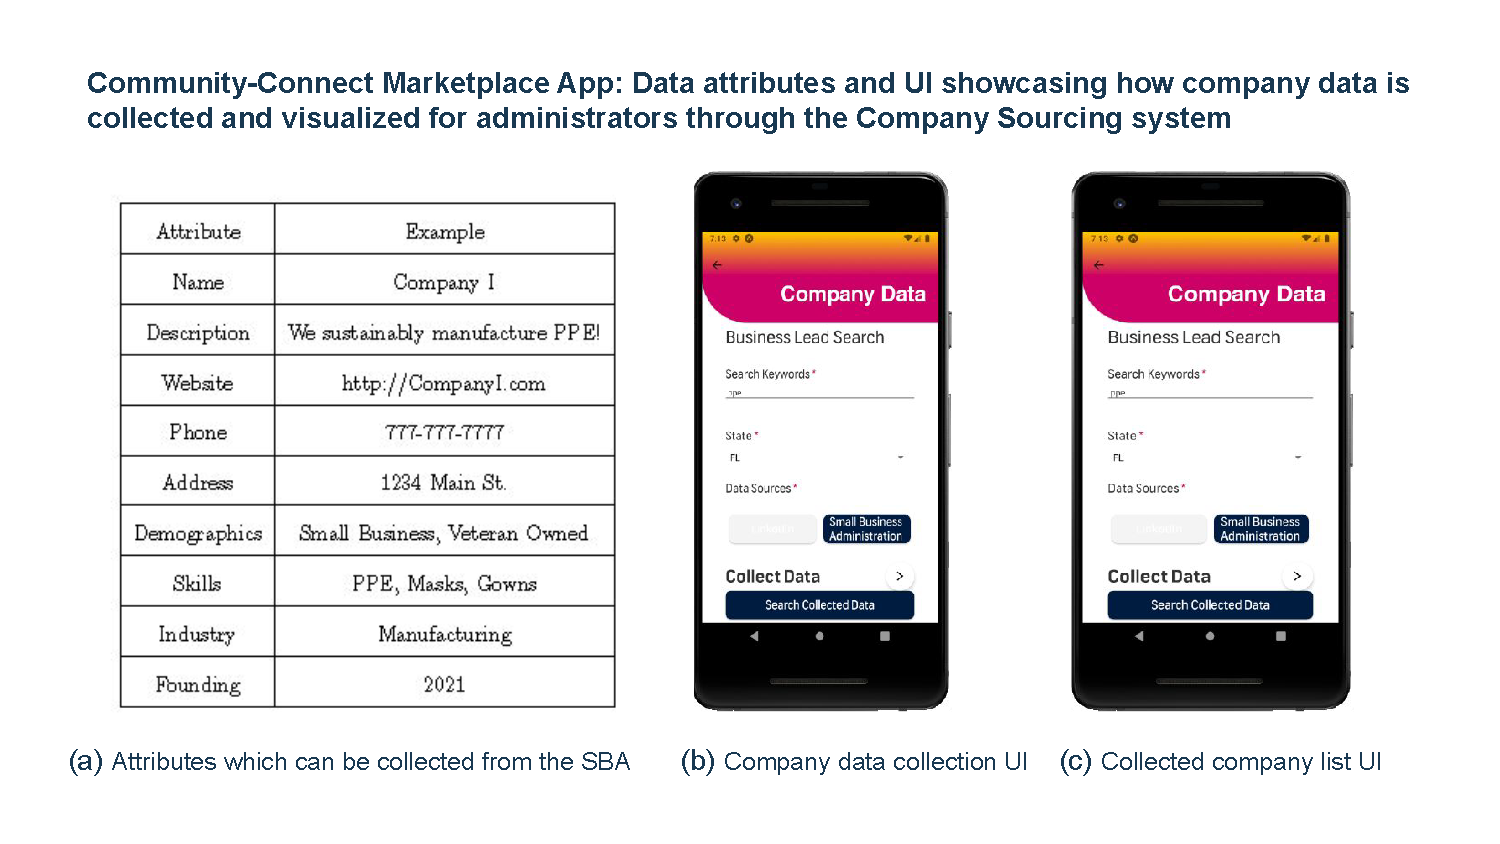 Community-Connect Marketplace App: Data attributes and UI showcasing how company data is
collected and visualized for administrators through the Company Sourcing system
Attribute Example
Name Company I
Description We sustainably manufacture PPE!
Website http://CompanyI.com
Phone 777-777-7777
Address 1234 Main St.
Demographics Small Business, Veteran Owned
Skills PPE, Masks, Gowns
Industry Manufacturing
Founding 2021
(a) Attributes which can be collected from the SBA
7:13
Company Data
Business Lead Search
Search Keywords*
ppe
State*
FL
Data Sources*
LinkedIn
Small Business
Administration
Collect Data >
Search Collected Data
(b) Company data collection UI
7:13
Company Data
Business Lead Search
Search Keywords*
ppe
State*
FL
Data Sources*
LinkedIn
Small Business
Administration
Collect Data >
Search Collected Data
(c) Collected company list UI